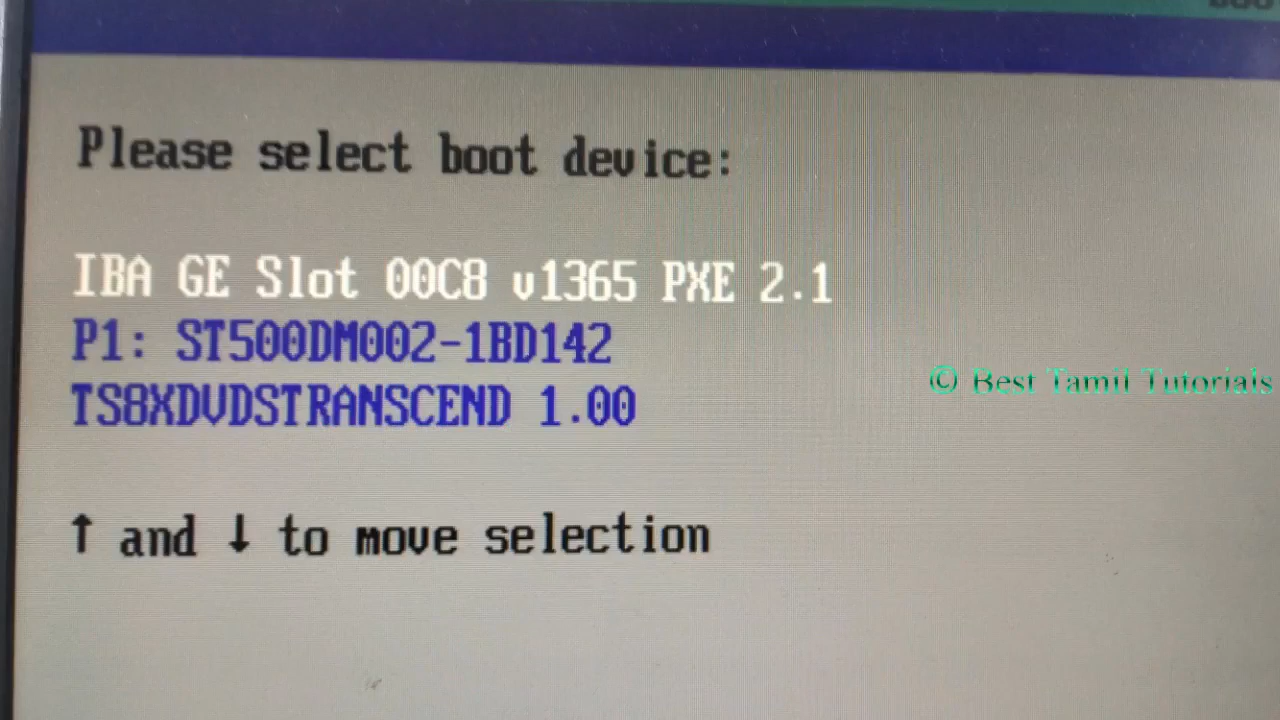 Please select boot device:
IBA GE Slot 00C8 v1365 PXE 2.1
P1: ST500DM002-1BD142
TS8XDVDSTRANSCEND 1.00
© Best Tamil Tutorials
↑ and ↓ to move selection